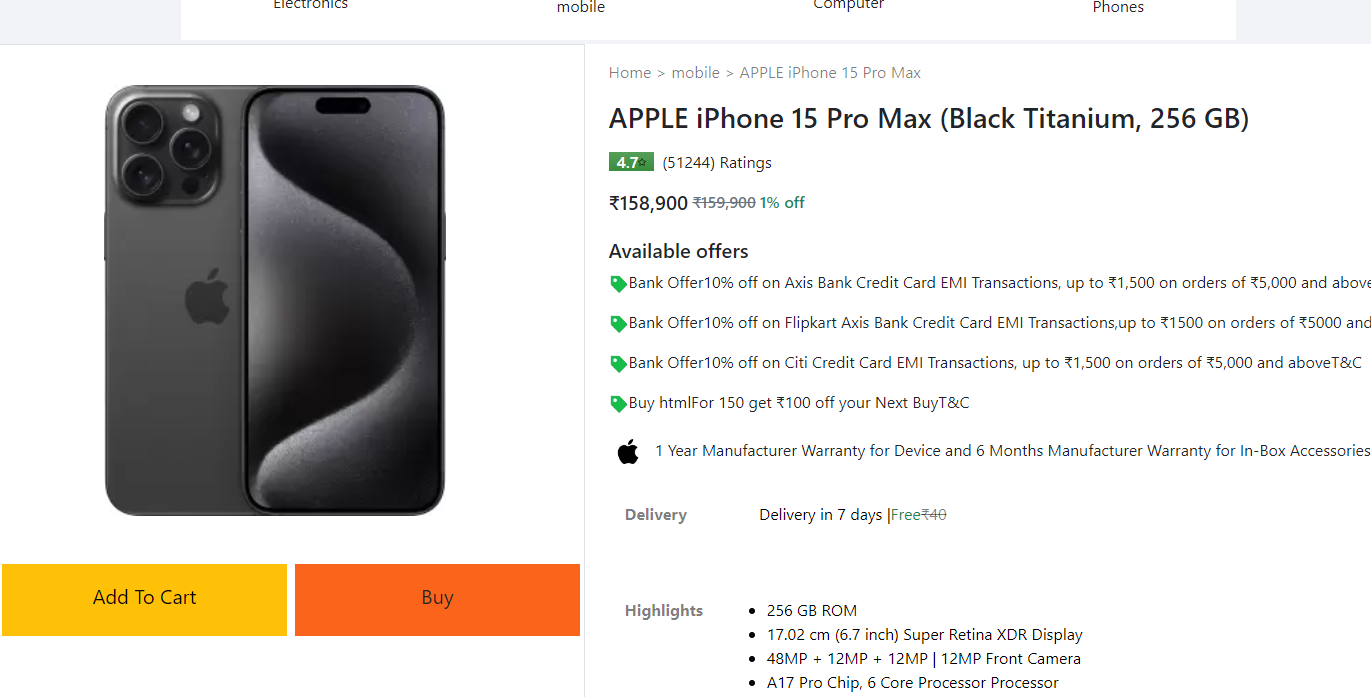 Electronics
mobile
Computer
Phones
Home > mobile > APPLE iPhone 15 Pro Max
APPLE iPhone 15 Pro Max (Black Titanium, 256 GB)
4.7☆ (51244) Ratings
₹158,900 ₹159,900 1% off
Available offers
Bank Offer10% off on Axis Bank Credit Card EMI Transactions, up to ₹1,500 on orders of ₹5,000 and above
Bank Offer10% off on Flipkart Axis Bank Credit Card EMI Transactions,up to ₹1500 on orders of ₹5000 and
Bank Offer10% off on Citi Credit Card EMI Transactions, up to ₹1,500 on orders of ₹5,000 and aboveT&C
Buy htmlFor 150 get ₹100 off your Next BuyT&C
1 Year Manufacturer Warranty for Device and 6 Months Manufacturer Warranty for In-Box Accessories
Delivery Delivery in 7 days |Free₹40
Add To Cart
Buy
Highlights
• 256 GB ROM
• 17.02 cm (6.7 inch) Super Retina XDR Display
• 48MP + 12MP + 12MP | 12MP Front Camera
• A17 Pro Chip, 6 Core Processor Processor